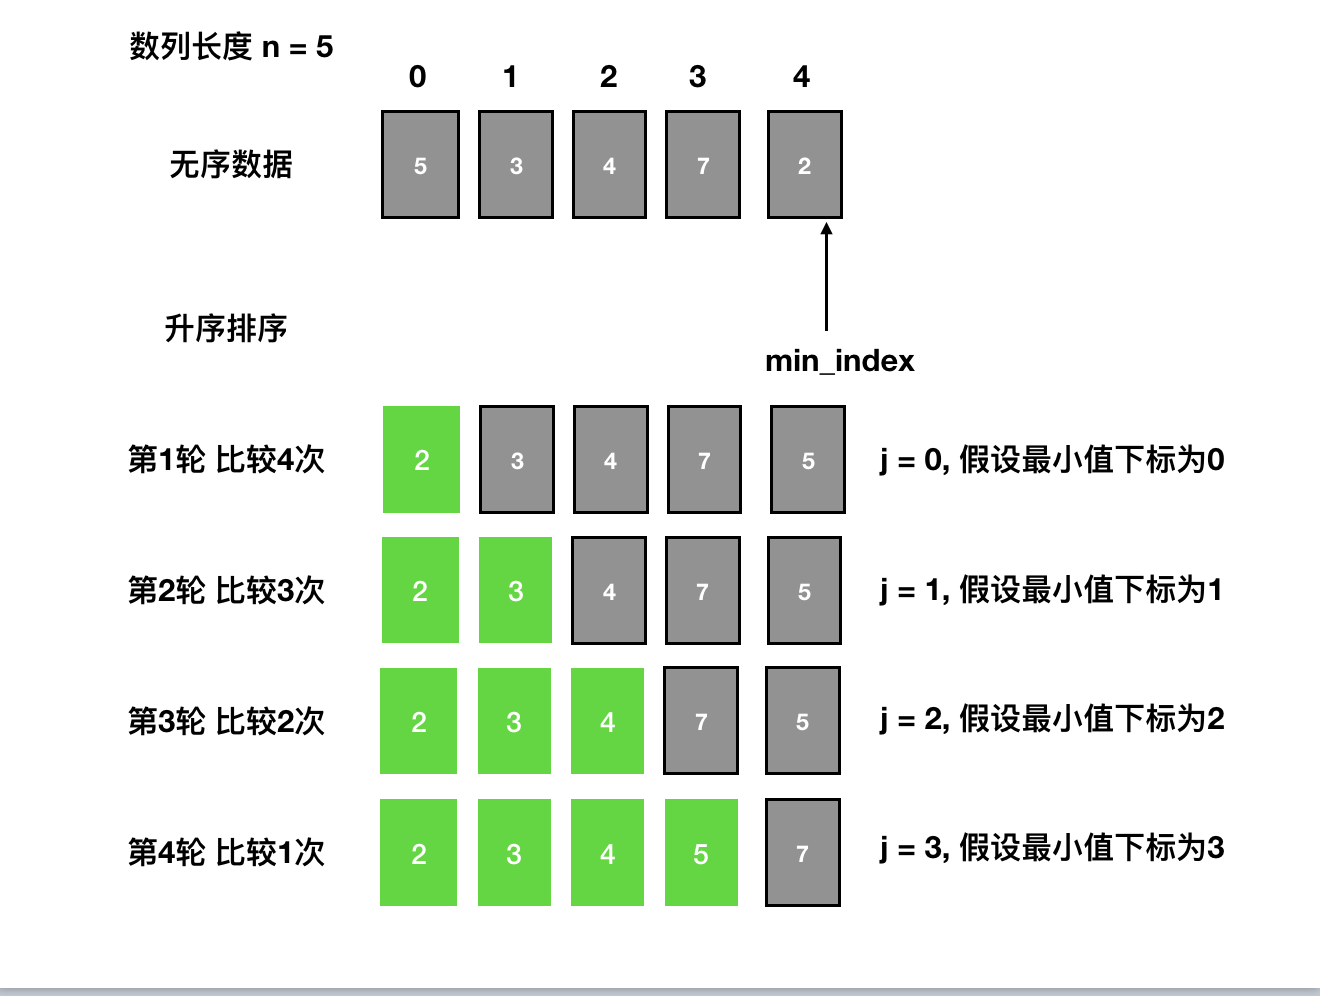 数列长度 n = 5
0 1 2 3 4
无序数据 5 3 4 7 2
升序排序
min_index
第1轮 比较4次 2 3 4 7 5 j = 0, 假设最小值下标为0
第2轮 比较3次 2 3 4 7 5 j = 1, 假设最小值下标为1
第3轮 比较2次 2 3 4 7 5 j = 2, 假设最小值下标为2
第4轮 比较1次 2 3 4 5 7 j = 3, 假设最小值下标为3